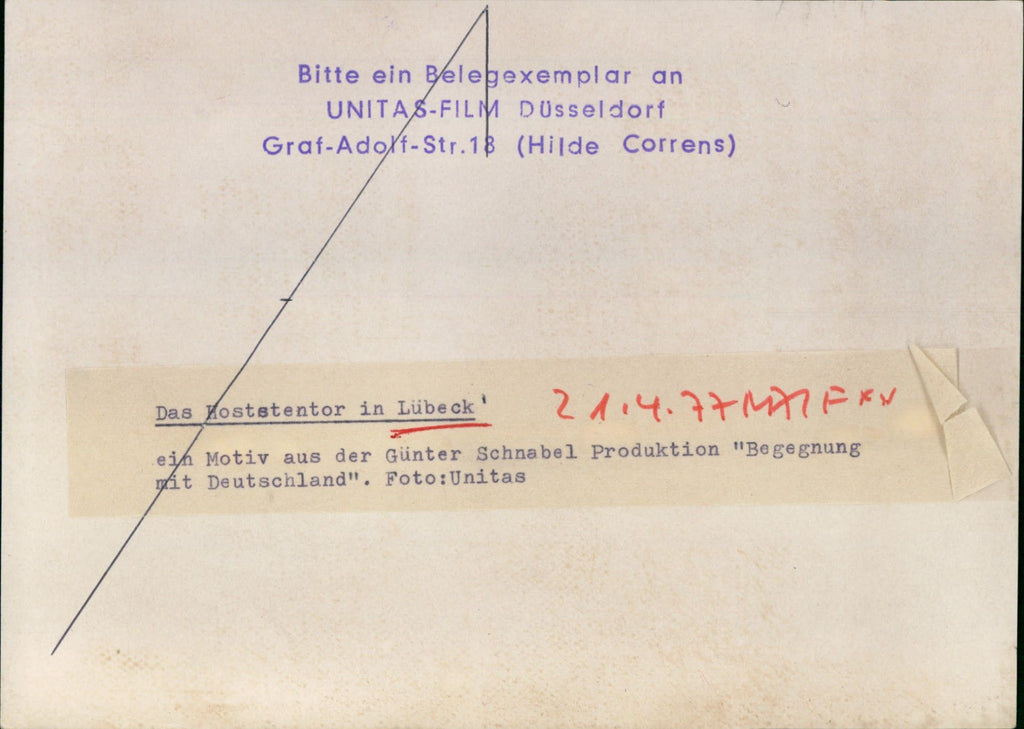 Bitte ein Belegexemplar an
UNITAS-FILM Düsseldorf
Graf-Adolf-Str.18 (Hilde Correns)
Das Hoststentor in Lübeck 21.4.77
ein Motiv aus der Günter Schnabel Produktion "Begegnung
mit Deutschland". Foto:Unitas